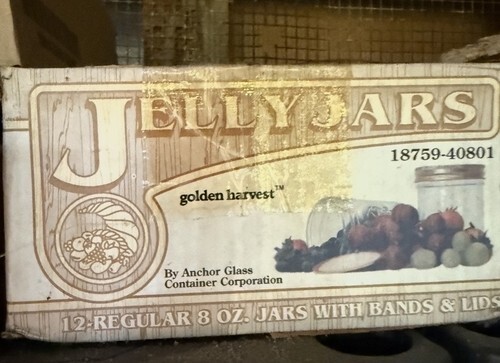 JELLY JARS
18759-40801
golden harvest™
By Anchor Glass
Container Corporation
12-REGULAR 8 OZ. JARS WITH BANDS & LIDS